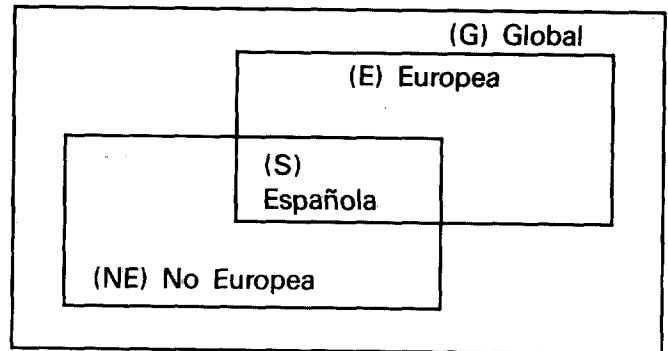 (G) Global
(E) Europea
(S)
Española
(NE) No Europea